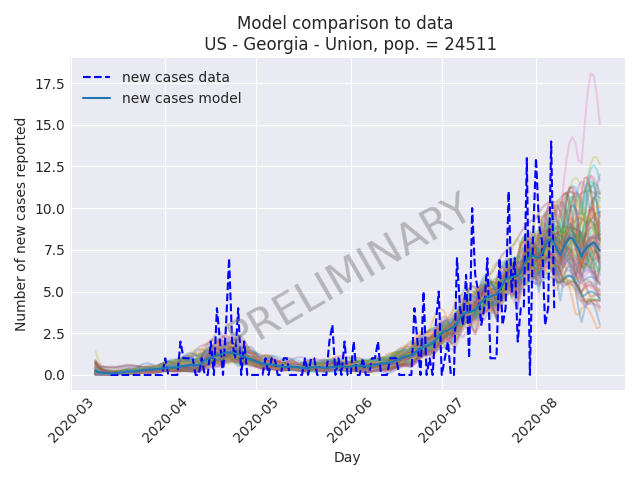 Model comparison to data
US - Georgia - Union, pop. = 24511
new cases data
new cases model
Number of new cases reported
17.5
15.0
12.5
10.0
7.5
5.0
2.5
0.0
PRELIMINARY
2020-03
2020-04
2020-05
2020-06
2020-07
2020-08
Day